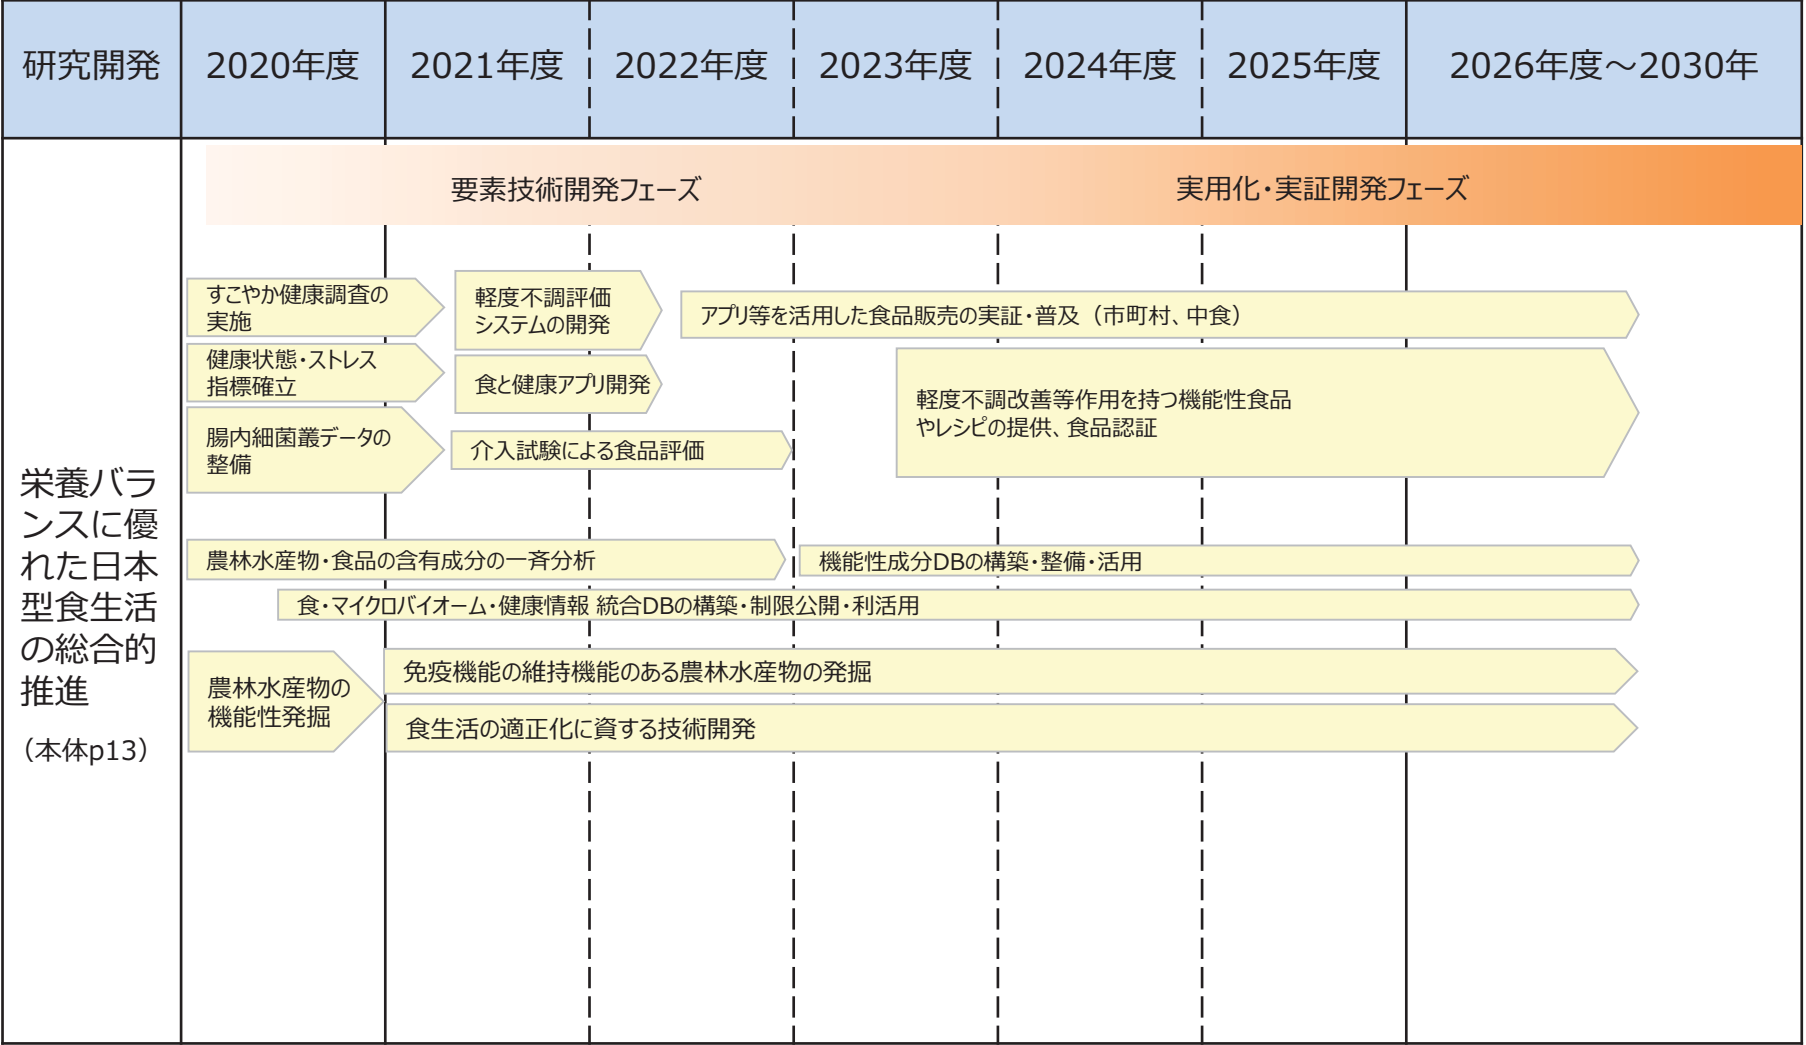 研究開発
2020年度
2021年度
2022年度
2023年度
2024年度
2025年度
2026年度～2030年
要素技術開発フェーズ
実用化・実証開発フェーズ
栄養バラ
ンスに優
れた日本
型食生活
の総合的
推進
（本体p13）
すこやか健康調査の
実施
軽度不調評価
システムの開発
アプリ等を活用した食品販売の実証・普及（市町村、中食）
健康状態・ストレス
指標確立
食と健康アプリ開発
軽度不調改善等作用を持つ機能性食品
やレシピの提供、食品認証
腸内細菌叢データの
整備
介入試験による食品評価
農林水産物・食品の含有成分の一斉分析
機能性成分DBの構築・整備・活用
食・マイクロバイオーム・健康情報 統合DBの構築・制限公開・利活用
農林水産物の
機能性発掘
免疫機能の維持機能のある農林水産物の発掘
食生活の適正化に資する技術開発